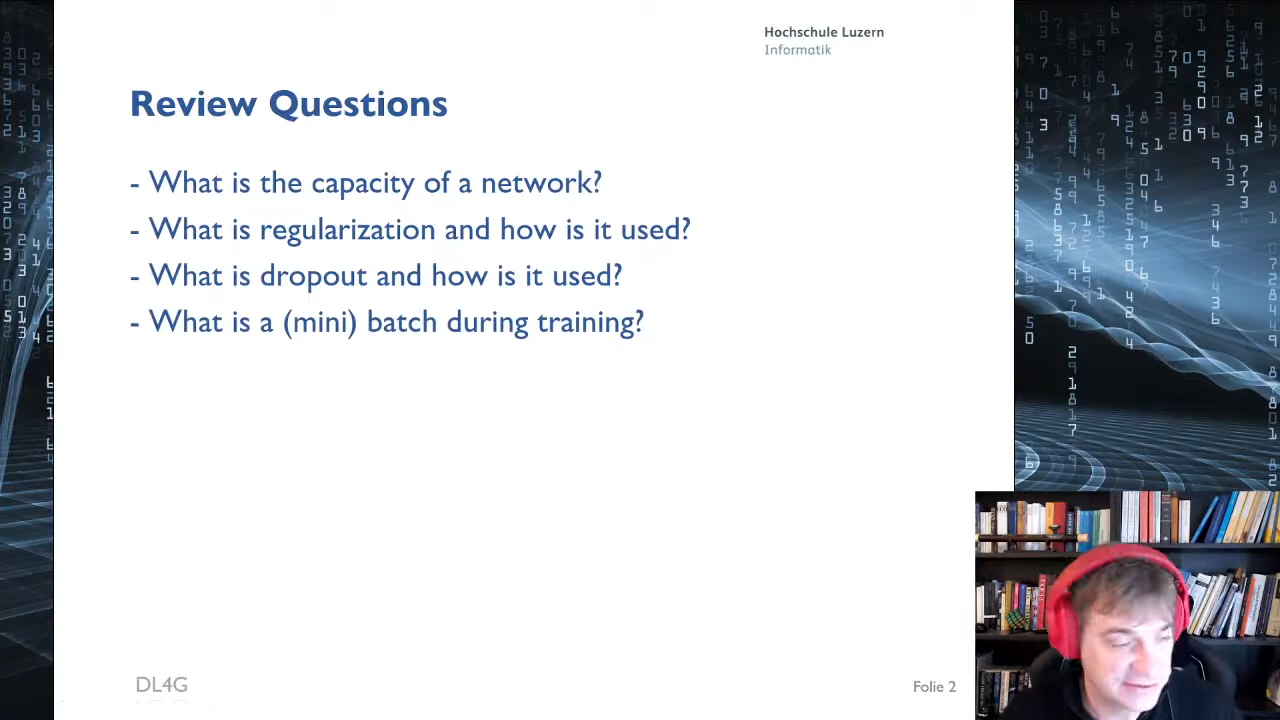 Hochschule Luzern
Informatik
Review Questions
- What is the capacity of a network?
- What is regularization and how is it used?
- What is dropout and how is it used?
- What is a (mini) batch during training?
DL4G
Folie 2